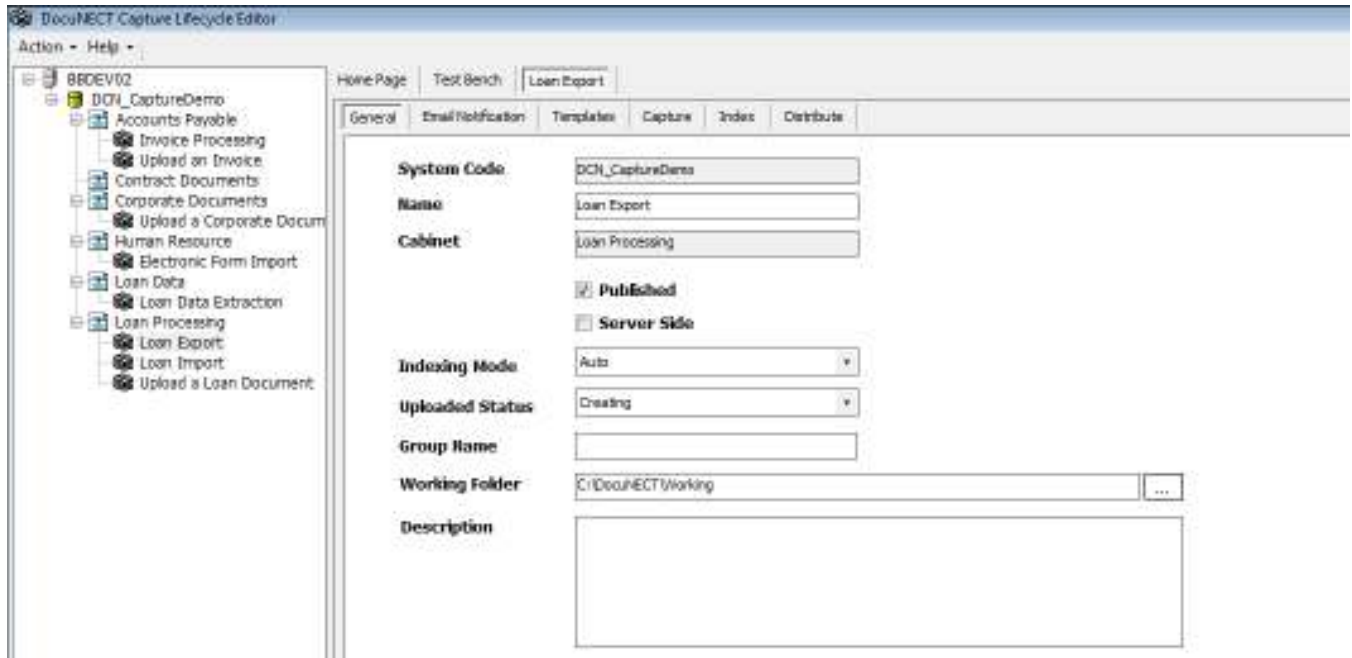 DocuNECT Capture Lifecycle Editor
Action Help
BBDEV02
DCN_CaptureDemo
Accounts Payable
Invoice Processing
Upload an Invoice
Contract Documents
Corporate Documents
Upload a Corporate Docum
Human Resource
Electronic Form Import
Loan Data
Loan Data Extraction
Loan Processing
Loan Export
Loan Import
Upload a Loan Document
Home Page Test Bench Loan Export
General Email Notification Templates Capture Index Distribute
System Code DCN_CaptureDemo
Name Loan Export
Cabinet Loan Processing
Published
Server Side
Indexing Mode Auto
Uploaded Status Creating
Group Name
Working Folder C:\DocuNECT\Working ...
Description